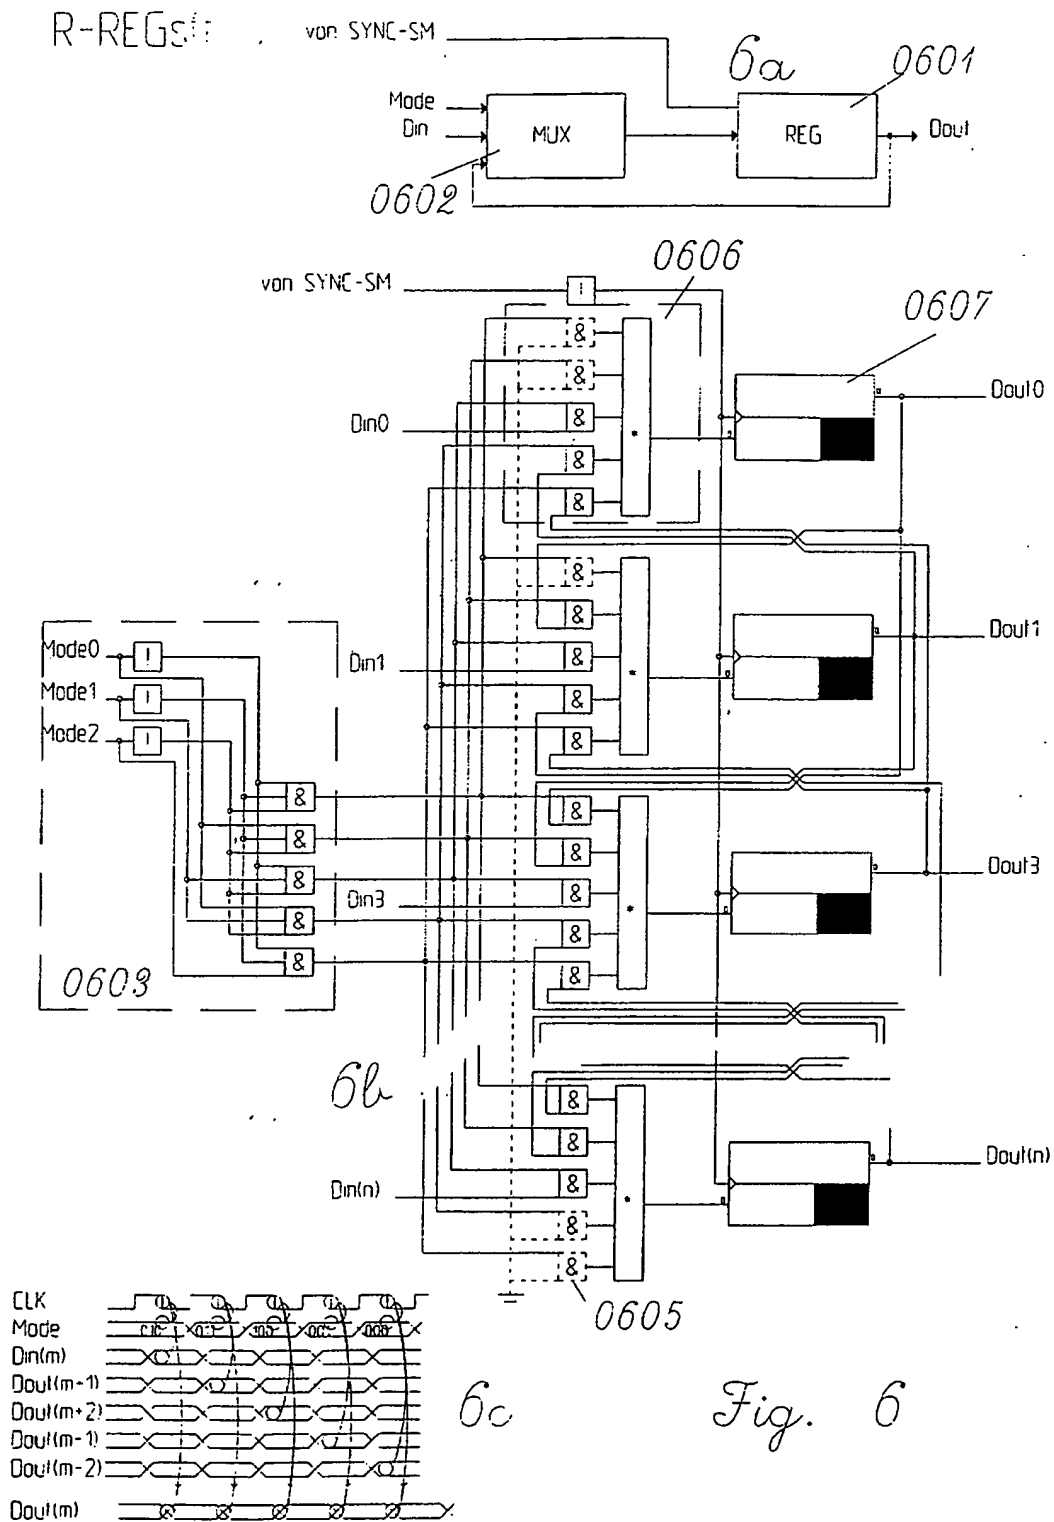 R-REGs
von SYNC-SM
6a
0601
Mode
Din
MUX
REG
Dout
0602
von SYNC-SM
0606
0607
&
&
Din0
&
*
&
&
Dout0
&
&
Din1
&
*
&
&
Dout1
Mode0
Mode1
Mode2
&
&
&
&
&
0603
&
&
Din3
&
*
&
&
Dout3
6b
&
&
Din(n)
&
*
&
&
Dout(n)
0605
CLK
Mode
Din(m)
Dout(m-1)
Dout(m+2)
Dout(m-1)
Dout(m-2)
Dout(m)
6c
Fig. 6